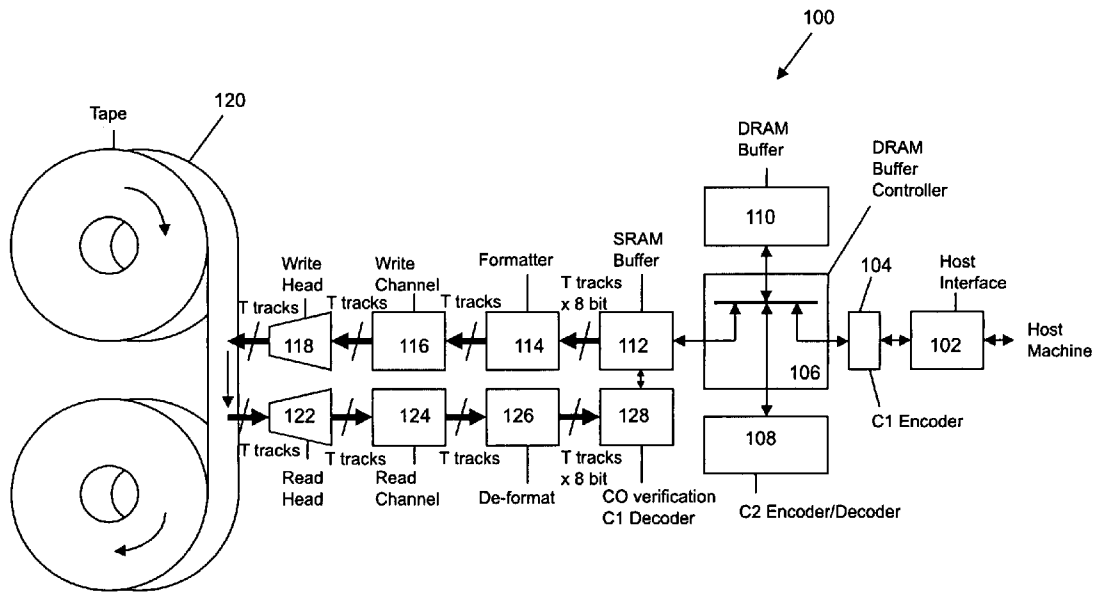 100
120
Tape
DRAM
Buffer
DRAM
Buffer
Controller
110
SRAM
Buffer
104
Host
Interface
Write
Head
Write
Channel
Formatter
T tracks
T tracks
T tracks
T tracks
x 8 bit
118
116
114
112
106
102
Host
Machine
122
124
126
128
108
C1 Encoder
T tracks
T tracks
T tracks
T tracks
x 8 bit
Read
Head
Read
Channel
De-format
CO verification
C1 Decoder
C2 Encoder/Decoder